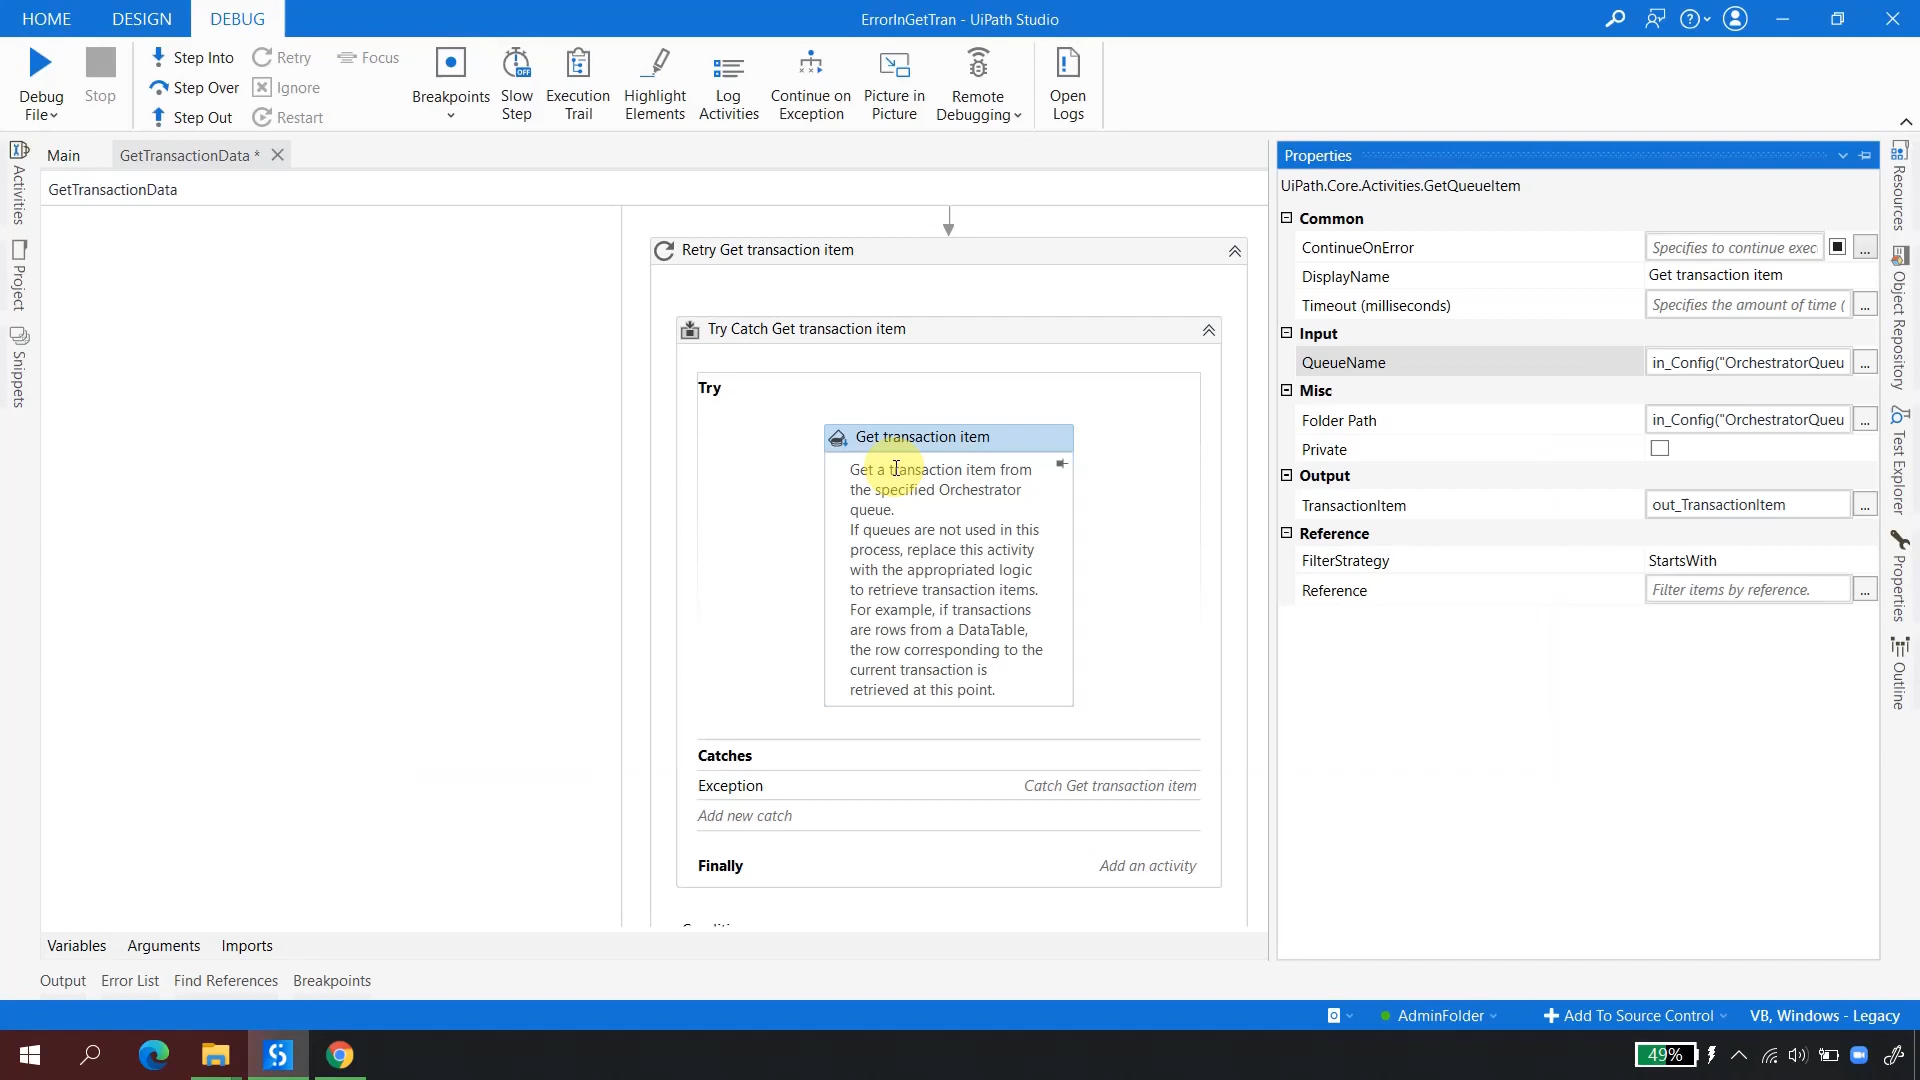 HOME DESIGN DEBUG
ErrorInGetTran - UiPath Studio
Debug File
Stop
Step Into
Step Over
Step Out
Retry
Ignore
Restart
Focus
Breakpoints
Slow Step
Execution Trail
Highlight Elements
Log Activities
Continue on Exception
Picture in Picture
Remote Debugging
Open Logs
Activities
Project
Snippets
Main
GetTransactionData *
GetTransactionData
Retry Get transaction item
Try Catch Get transaction item
Try
Get transaction item
Get a transaction item from
the specified Orchestrator
queue.
If queues are not used in this
process, replace this activity
with the appropriated logic
to retrieve transaction items.
For example, if transactions
are rows from a DataTable,
the row corresponding to the
current transaction is
retrieved at this point.
Catches
Exception Catch Get transaction item
Add new catch
Finally Add an activity
Variables Arguments Imports
Output Error List Find References Breakpoints
Properties
UiPath.Core.Activities.GetQueueItem
Common
ContinueOnError Specifies to continue exec ...
DisplayName Get transaction item
Timeout (milliseconds) Specifies the amount of time ( ...
Input
QueueName in_Config("OrchestratorQueu ...
Misc
Folder Path in_Config("OrchestratorQueu ...
Private
Output
TransactionItem out_TransactionItem ...
Reference
FilterStrategy StartsWith
Reference Filter items by reference. ...
Resources
Object Repository
Test Explorer
Properties
Outline
AdminFolder
Add To Source Control
VB, Windows - Legacy
49%